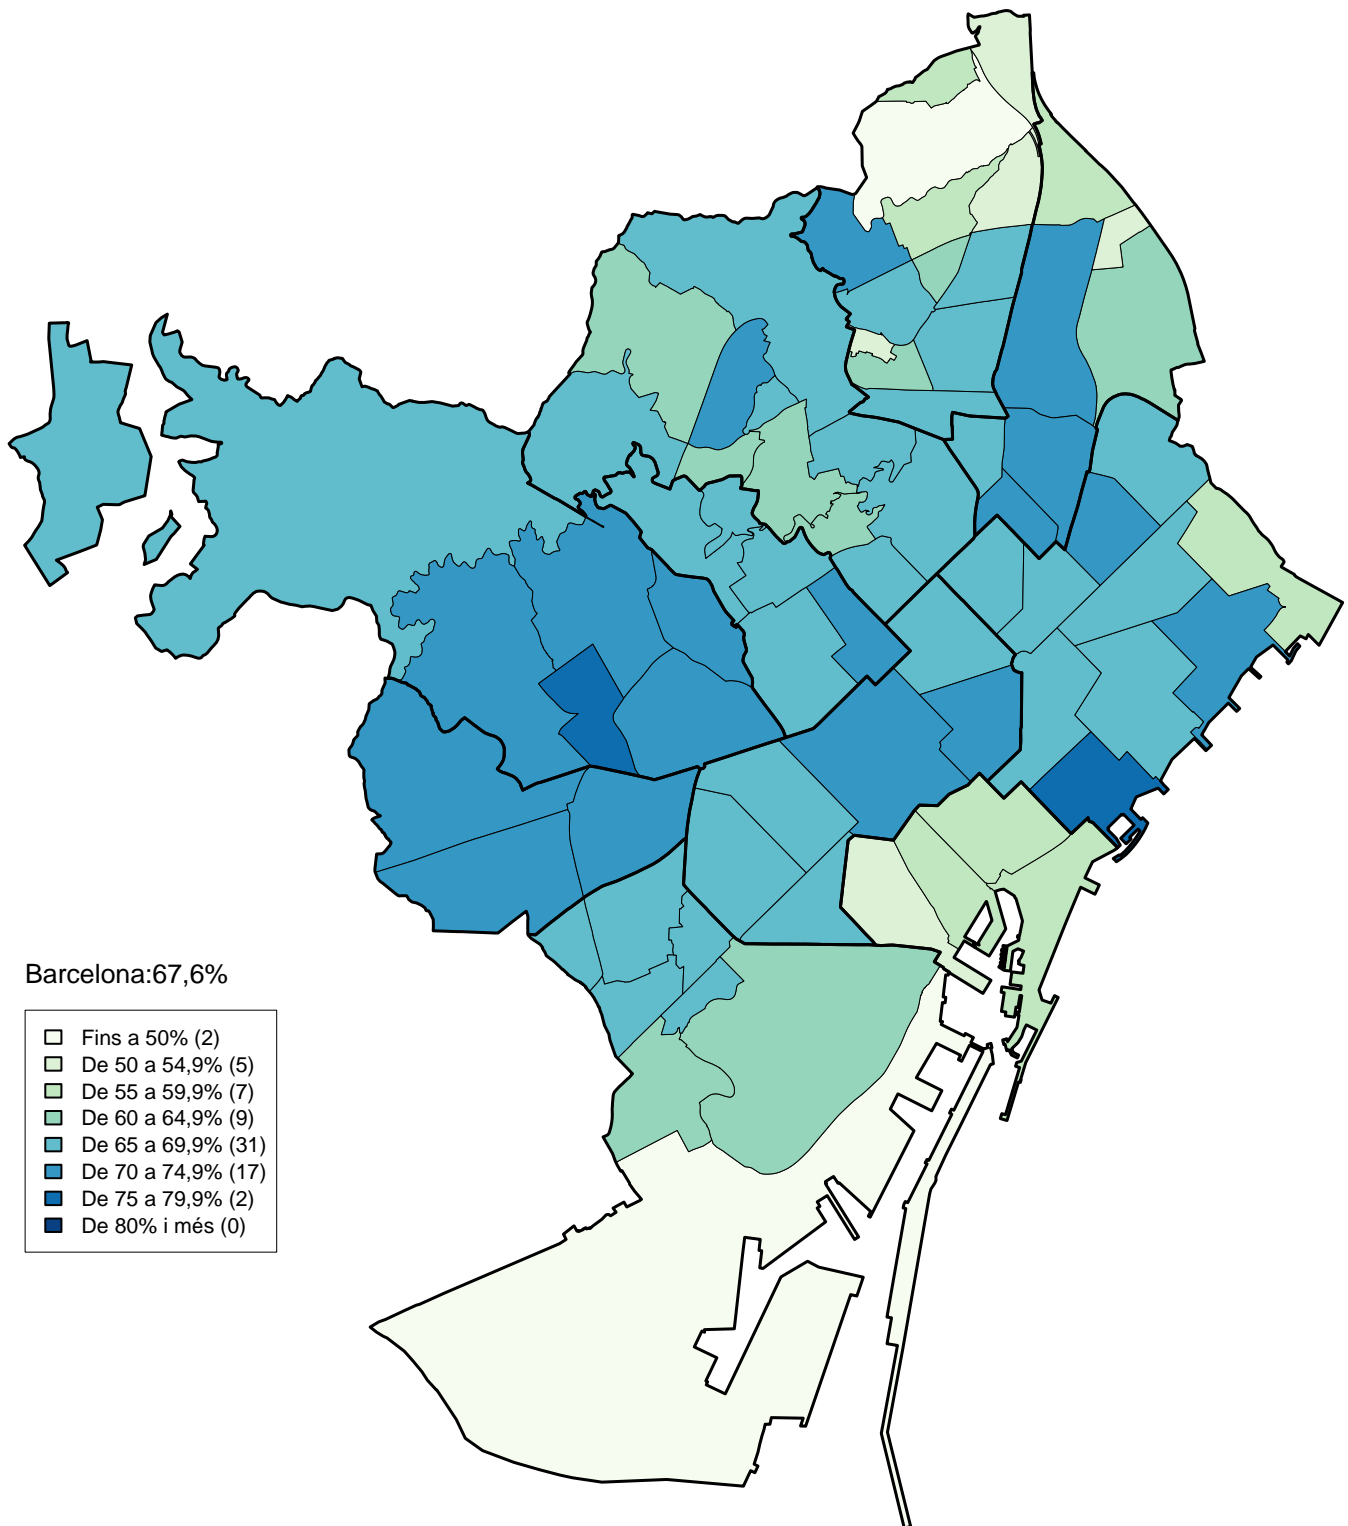 Barcelona:67,6%
Fins a 50% (2)
De 50 a 54,9% (5)
De 55 a 59,9% (7)
De 60 a 64,9% (9)
De 65 a 69,9% (31)
De 70 a 74,9% (17)
De 75 a 79,9% (2)
De 80% i més (0)